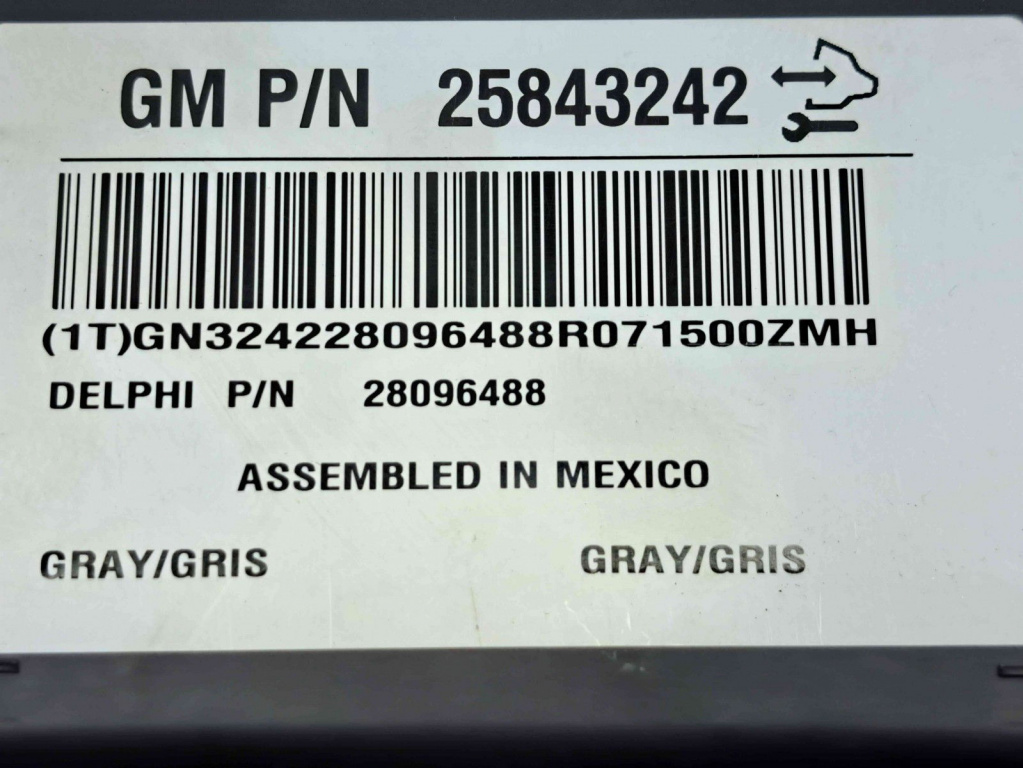 GM P/N 25843242
(1T)GN324228096488R071500ZMH
DELPHI P/N 28096488
ASSEMBLED IN MEXICO
GRAY/GRIS GRAY/GRIS